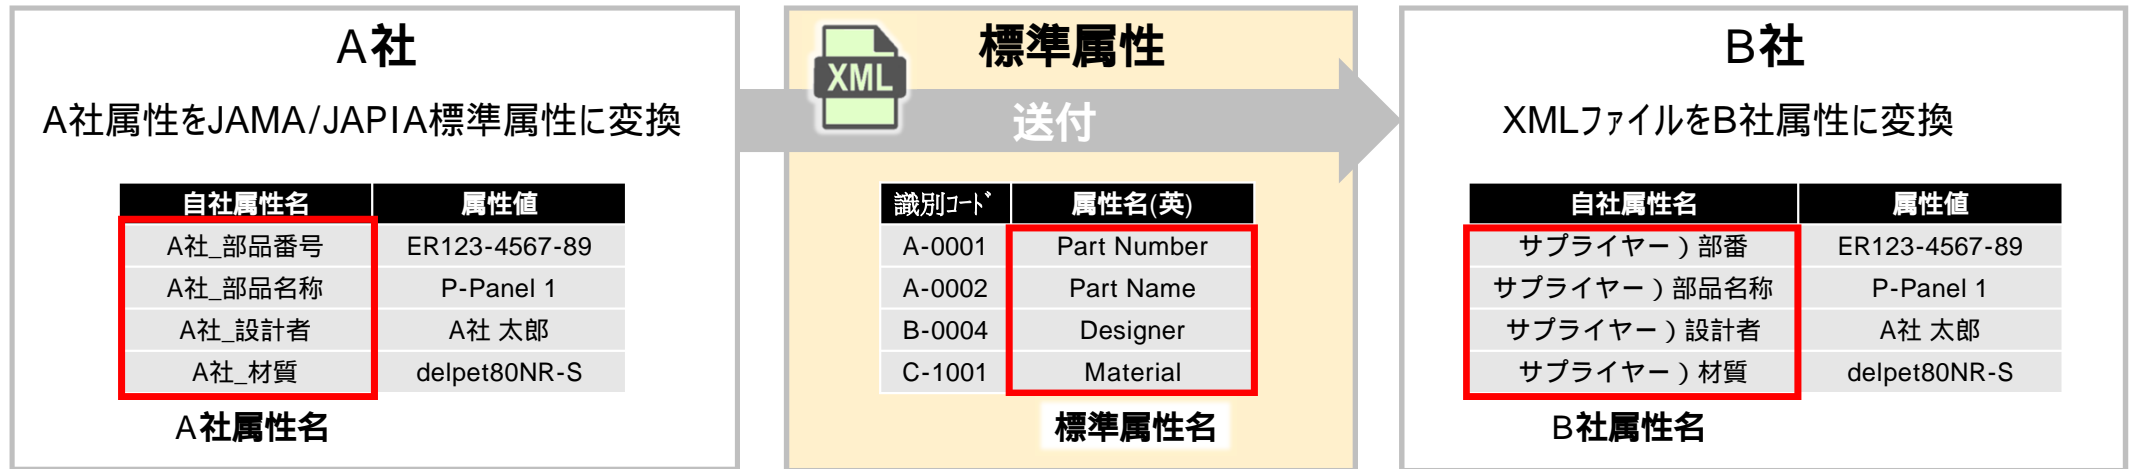 A社
A社属性をJAMA/JAPIA標準属性に変換
自社属性名 属性値
A社_部品番号 ER123-4567-89
A社_部品名称 P-Panel 1
A社_設計者 A社 太郎
A社_材質 delpet80NR-S
A社属性名
XML
標準属性
送付
識別ｺｰﾄﾞ 属性名(英)
A-0001 Part Number
A-0002 Part Name
B-0004 Designer
C-1001 Material
標準属性名
B社
XMLファイルをB社属性に変換
自社属性名 属性値
サプライヤー）部番 ER123-4567-89
サプライヤー）部品名称 P-Panel 1
サプライヤー）設計者 A社 太郎
サプライヤー）材質 delpet80NR-S
B社属性名